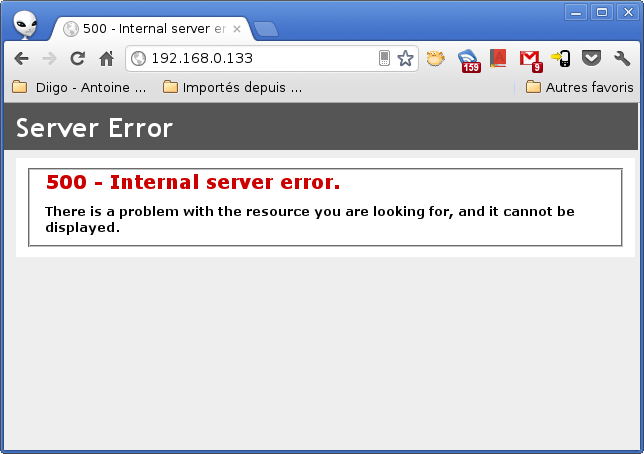 500 - Internal server er
192.168.0.133
159
9
Diigo - Antoine ...
Importés depuis ...
Autres favoris
Server Error
500 - Internal server error.
There is a problem with the resource you are looking for, and it cannot be
displayed.